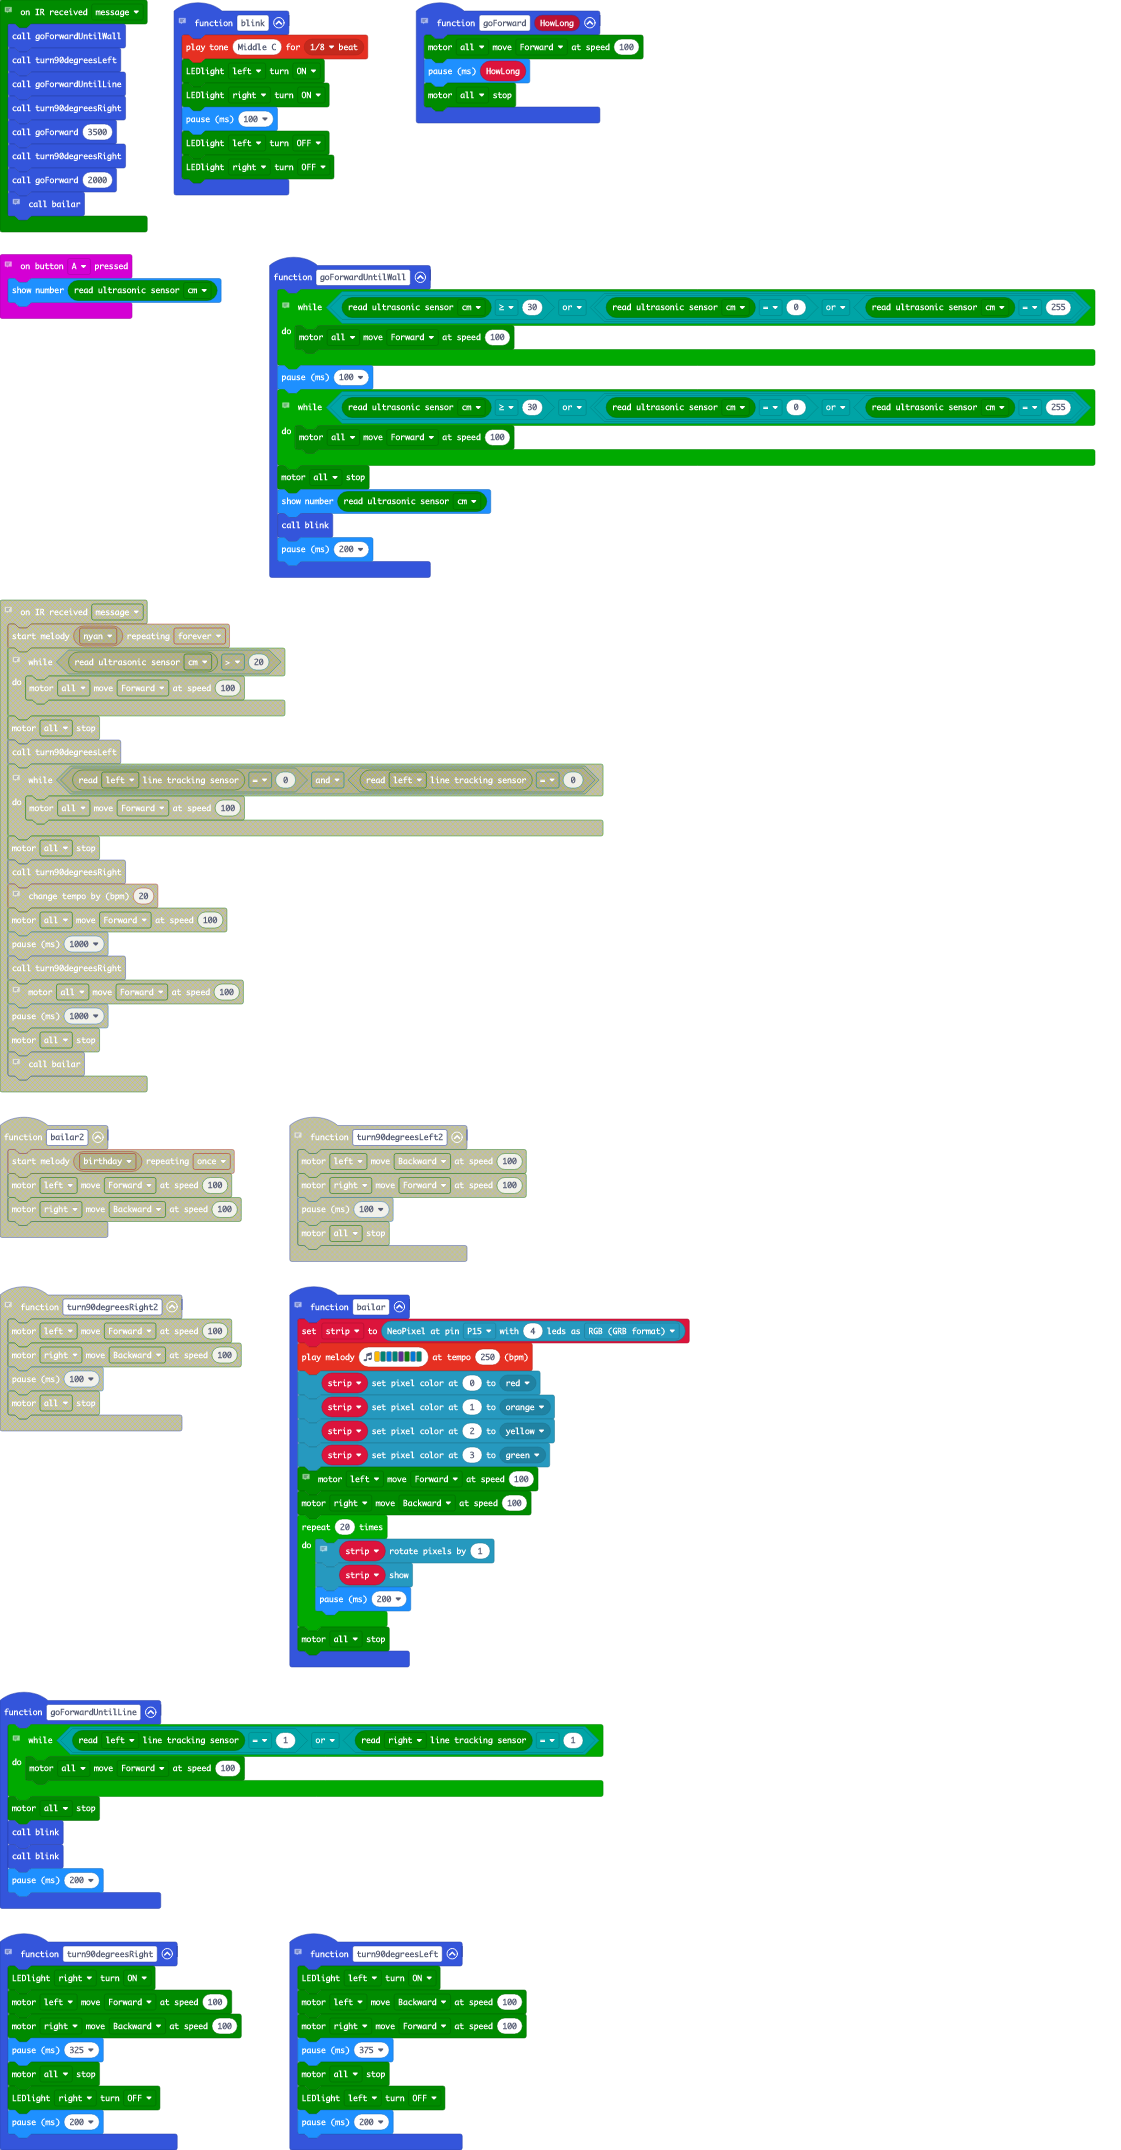 on IR received message
call goForwardUntilWall
call turn90degreesLeft
call goForwardUntilLine
call turn90degreesRight
call goForward 3500
call turn90degreesRight
call goForward 2000
call bailar
function blink
play tone Middle C for 1/8 beat
LEDlight left turn ON
LEDlight right turn ON
pause (ms) 100
LEDlight left turn OFF
LEDlight right turn OFF
function goForward HowLong
motor all move Forward at speed 100
pause (ms) HowLong
motor all stop
on button A pressed
show number read ultrasonic sensor cm
function goForwardUntilWall
while read ultrasonic sensor cm ≥ 30 or read ultrasonic sensor cm = 0 or read ultrasonic sensor cm = 255
do motor all move Forward at speed 100
pause (ms) 100
while read ultrasonic sensor cm ≥ 30 or read ultrasonic sensor cm = 0 or read ultrasonic sensor cm = 255
do motor all move Forward at speed 100
motor all stop
show number read ultrasonic sensor cm
call blink
pause (ms) 200
on IR received message
start melody nyan repeating forever
while read ultrasonic sensor cm > 20
do motor all move Forward at speed 100
motor all stop
call turn90degreesLeft
while read left line tracking sensor = 0 and read left line tracking sensor = 0
do motor all move Forward at speed 100
motor all stop
call turn90degreesRight
change tempo by (bpm) 20
motor all move Forward at speed 100
pause (ms) 1000
call turn90degreesRight
motor all move Forward at speed 100
pause (ms) 1000
motor all stop
call bailar
function bailar2
start melody birthday repeating once
motor left move Forward at speed 100
motor right move Backward at speed 100
function turn90degreesLeft2
motor left move Backward at speed 100
motor right move Forward at speed 100
pause (ms) 100
motor all stop
function turn90degreesRight2
motor left move Forward at speed 100
motor right move Backward at speed 100
pause (ms) 100
motor all stop
function bailar
set strip to NeoPixel at pin P15 with 4 leds as RGB (GRB format)
play melody at tempo 250 (bpm)
strip set pixel color at 0 to red
strip set pixel color at 1 to orange
strip set pixel color at 2 to yellow
strip set pixel color at 3 to green
motor left move Forward at speed 100
motor right move Backward at speed 100
repeat 20 times
do strip rotate pixels by 1
strip show
pause (ms) 200
motor all stop
function goForwardUntilLine
while read left line tracking sensor = 1 or read right line tracking sensor = 1
do motor all move Forward at speed 100
motor all stop
call blink
call blink
pause (ms) 200
function turn90degreesRight
LEDlight right turn ON
motor left move Forward at speed 100
motor right move Backward at speed 100
pause (ms) 325
motor all stop
LEDlight right turn OFF
pause (ms) 200
function turn90degreesLeft
LEDlight left turn ON
motor left move Backward at speed 100
motor right move Forward at speed 100
pause (ms) 375
motor all stop
LEDlight left turn OFF
pause (ms) 200